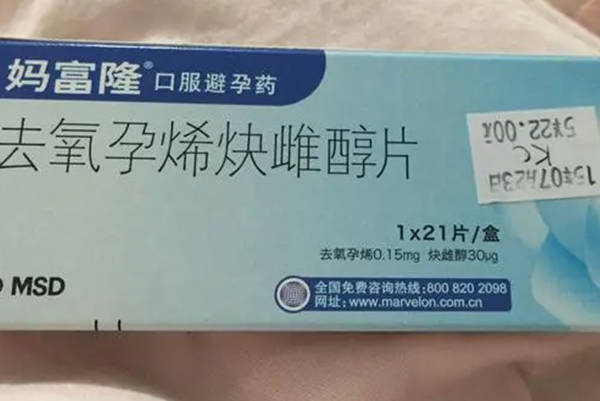 妈富隆® 口服避孕药
去氧孕烯炔雌醇片
1x21片/盒
去氧孕烯0.15mg 炔雌醇30μg
MSD
全国免费咨询热线:800 820 2098
网址:www.marvelon.com.cn
15年07月23日
KC
22.00元